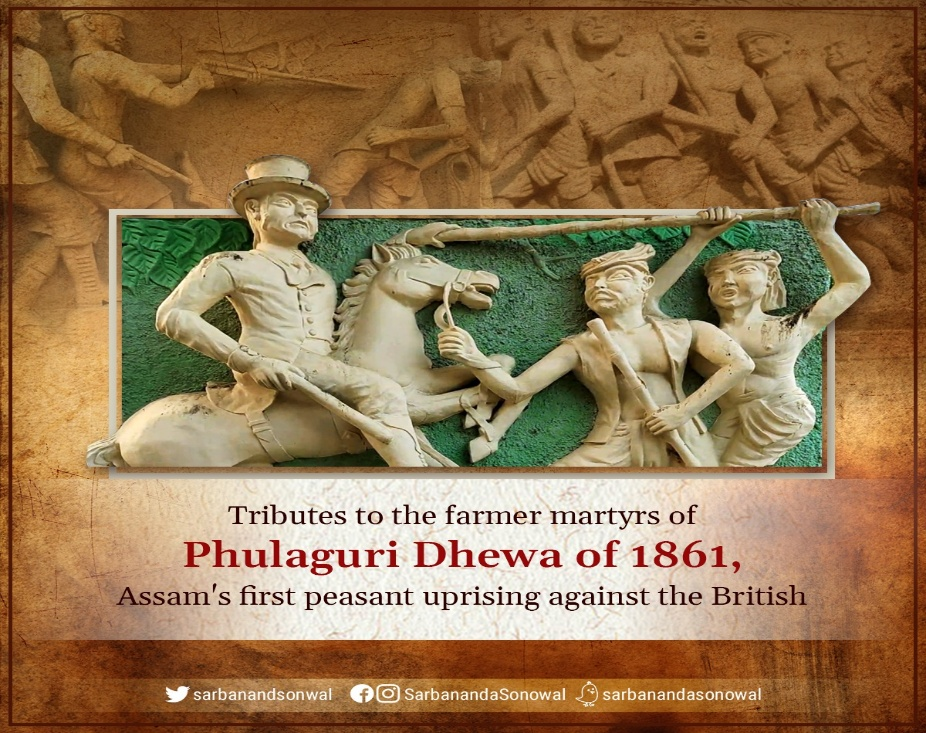 Tributes to the farmer martyrs of
Phulaguri Dhewa of 1861,
Assam's first peasant uprising against the British
sarbanandsonwal SarbanandaSonowal sarbanandasonowal